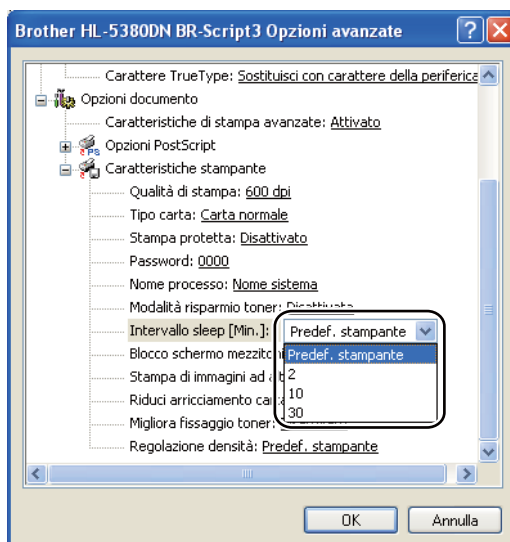 Brother HL-5380DN BR-Script3 Opzioni avanzate
Carattere TrueType: Sostituisci con carattere della periferica
Opzioni documento
Caratteristiche di stampa avanzate: Attivato
Opzioni PostScript
Caratteristiche stampante
Qualità di stampa: 600 dpi
Tipo carta: Carta normale
Stampa protetta: Disattivato
Password: 0000
Nome processo: Nome sistema
Modalità risparmio toner: Disattivato
Intervallo sleep [Min.]: Predef. stampante
Blocco schermo mezzitoni
Predef. stampante
Stampa di immagini ad
2
Riduci arricciamento
10
Migliora fissaggio toner:
30
Regolazione densità: Predef. stampante
OK Annulla